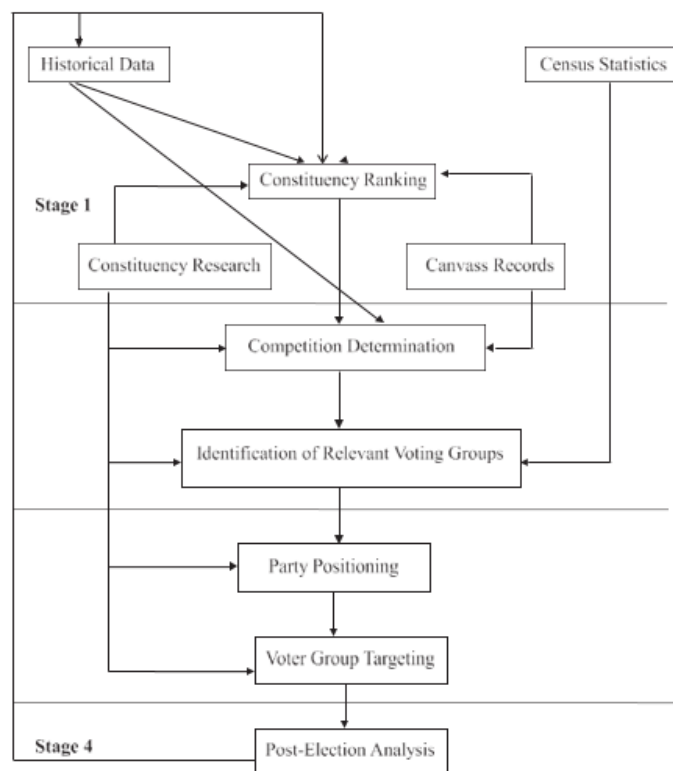 Historical Data
Census Statistics
Constituency Ranking
Stage 1
Constituency Research
Canvass Records
Competition Determination
Identification of Relevant Voting Groups
Party Positioning
Voter Group Targeting
Stage 4
Post-Election Analysis